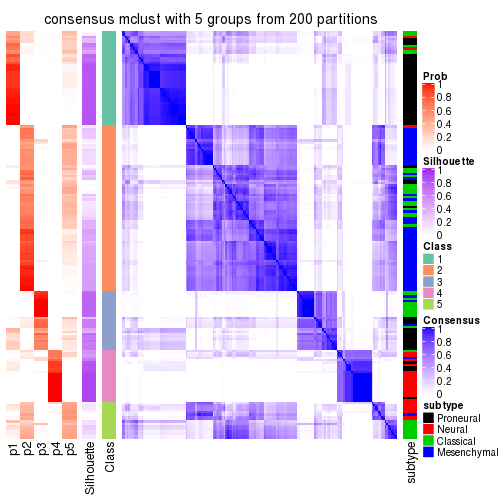 consensus mclust with 5 groups from 200 partitions
Prob
1
0.8
0.6
0.4
0.2
0
Silhouette
1
0.8
0.6
0.4
0.2
0
Class
1
2
3
4
5
Consensus
1
0.8
0.6
0.4
0.2
0
subtype
Proneural
Neural
Classical
Mesenchymal
p1
p2
p3
p4
p5
Silhouette
Class
subtype